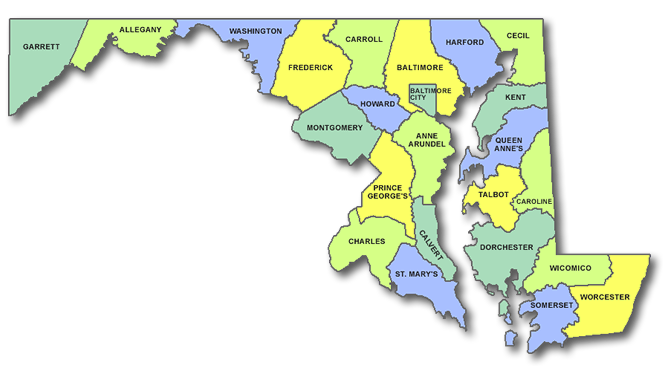 GARRETT
ALLEGANY
WASHINGTON
FREDERICK
CARROLL
BALTIMORE
HARFORD
CECIL
BALTIMORE
CITY
HOWARD
KENT
MONTGOMERY
ANNE
ARUNDEL
QUEEN
ANNE'S
PRINCE
GEORGE'S
TALBOT
CAROLINE
CHARLES
CALVERT
DORCHESTER
ST. MARY'S
WICOMICO
SOMERSET
WORCESTER